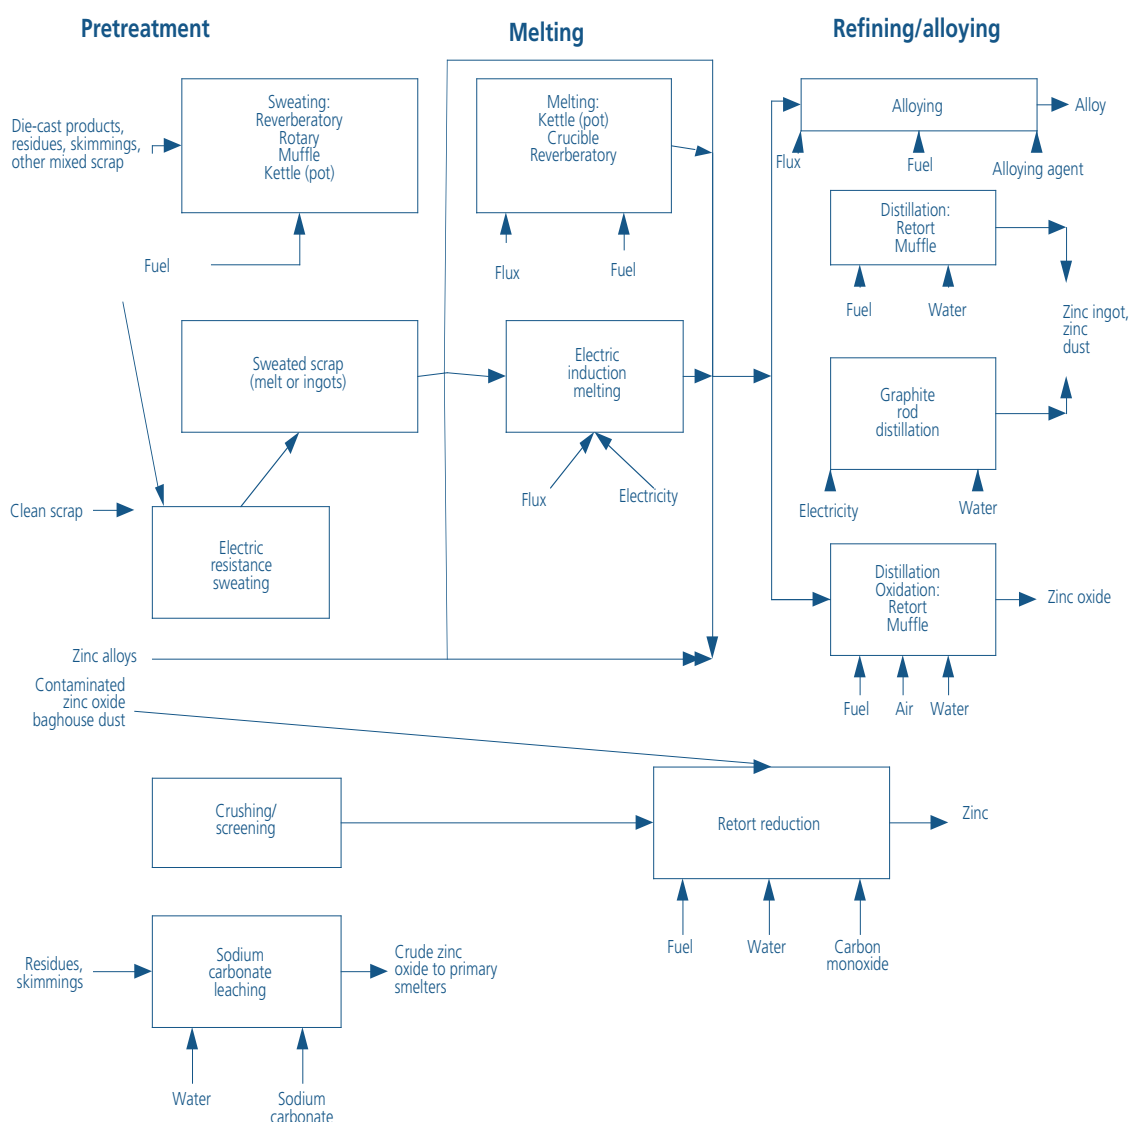 Pretreatment
Melting
Refining/alloying
Sweating:
Reverberatory
Rotary
Muffle
Kettle (pot)
Die-cast products,
residues, skimmings,
other mixed scrap
Fuel
Melting:
Kettle (pot)
Crucible
Reverberatory
Flux
Fuel
Alloying
Alloy
Flux
Fuel
Alloying agent
Distillation:
Retort
Muffle
Fuel
Water
Zinc ingot,
zinc
dust
Sweated scrap
(melt or ingots)
Electric
induction
melting
Flux
Electricity
Graphite
rod
distillation
Electricity
Water
Clean scrap
Electric
resistance
sweating
Distillation
Oxidation:
Retort
Muffle
Zinc oxide
Fuel
Air
Water
Zinc alloys
Contaminated
zinc oxide
baghouse dust
Crushing/
screening
Retort reduction
Zinc
Fuel
Water
Carbon
monoxide
Residues,
skimmings
Sodium
carbonate
leaching
Crude zinc
oxide to primary
smelters
Water
Sodium
carbonate